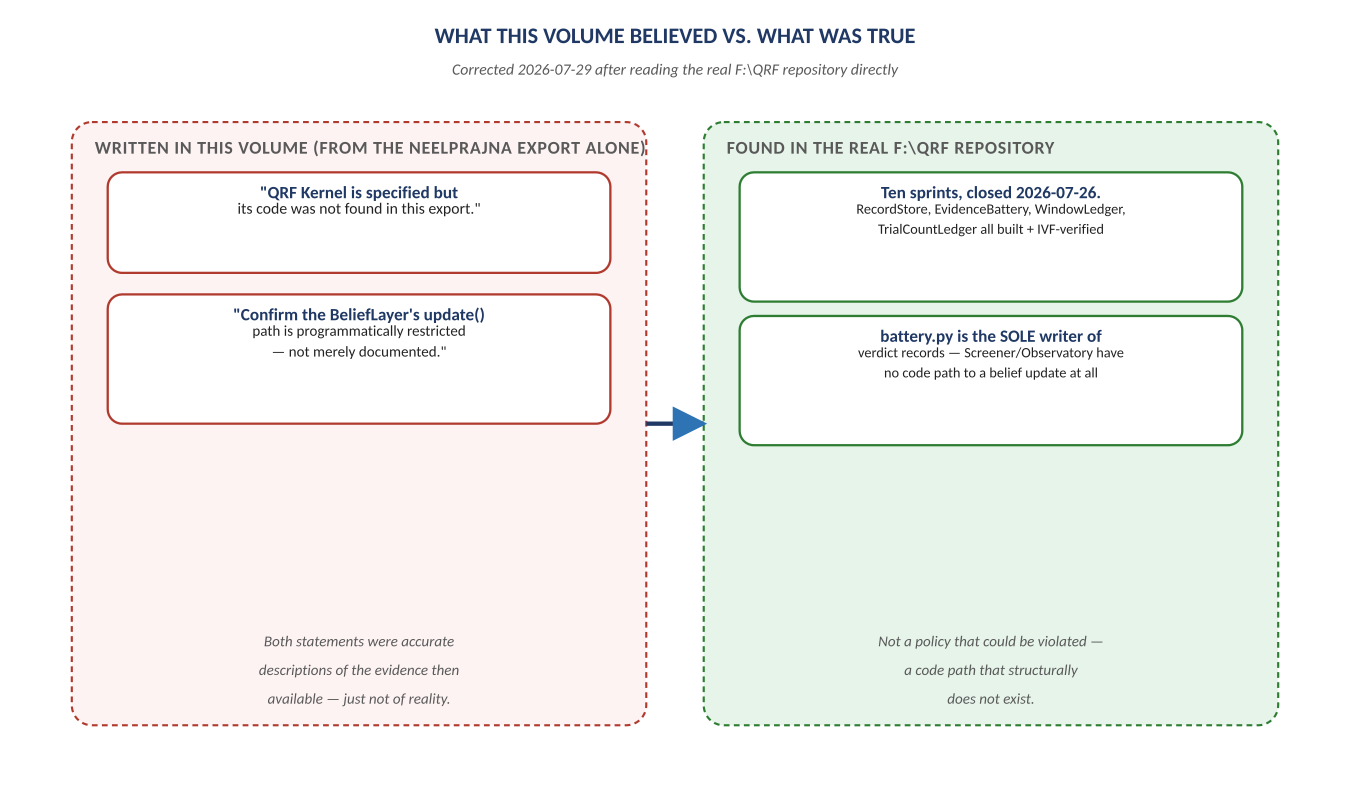 WHAT THIS VOLUME BELIEVED VS. WHAT WAS TRUE
Corrected 2026-07-29 after reading the real F:\QRF repository directly
WRITTEN IN THIS VOLUME (FROM THE NEELPRAJNA EXPORT ALONE)
"QRF Kernel is specified but
its code was not found in this export."
"Confirm the BeliefLayer's update()
path is programmatically restricted
— not merely documented."
Both statements were accurate
descriptions of the evidence then
available — just not of reality.
FOUND IN THE REAL F:\QRF REPOSITORY
Ten sprints, closed 2026-07-26.
RecordStore, EvidenceBattery, WindowLedger,
TrialCountLedger all built + IVF-verified
battery.py is the SOLE writer of
verdict records — Screener/Observatory have
no code path to a belief update at all
Not a policy that could be violated —
a code path that structurally
does not exist.